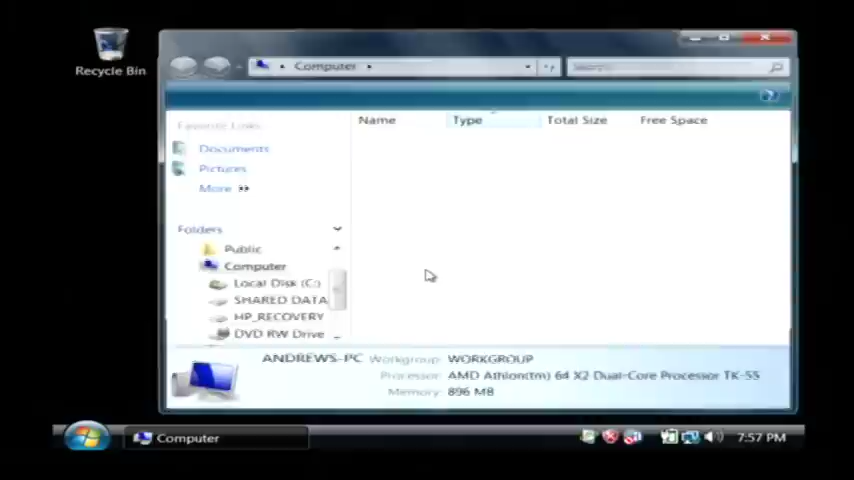 Recycle Bin
Computer
Search
Name Type Total Size Free Space
Favorite Links
Documents
Pictures
More
Folders
Public
Computer
Local Disk (C:)
SHARED DATA
HP_RECOVERY
DVD RW Drive
ANDREWS-PC Workgroup: WORKGROUP
Processor: AMD Athlon(tm) 64 X2 Dual-Core Processor TK-55
Memory: 896 MB
Computer
7:57 PM